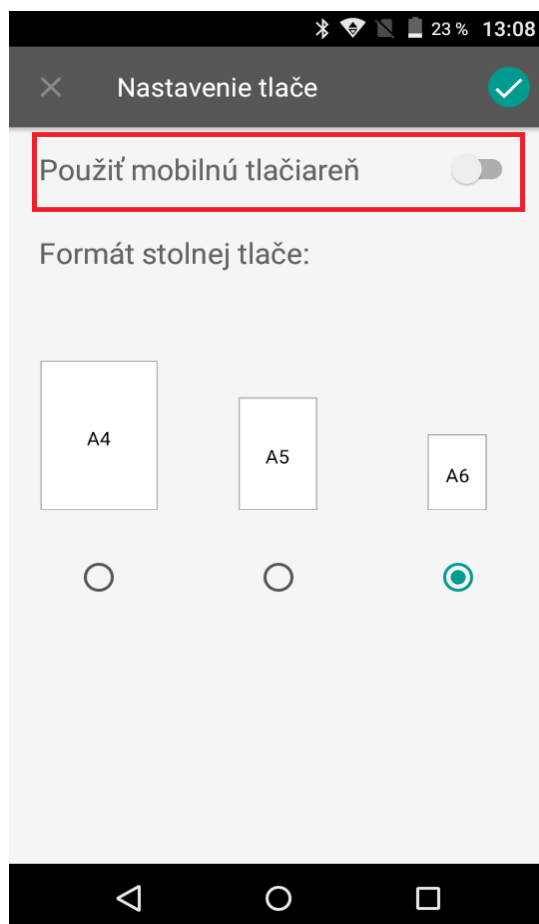 23 % 13:08
Nastavenie tlače
Použiť mobilnú tlačiareň
Formát stolnej tlače:
A4
A5
A6